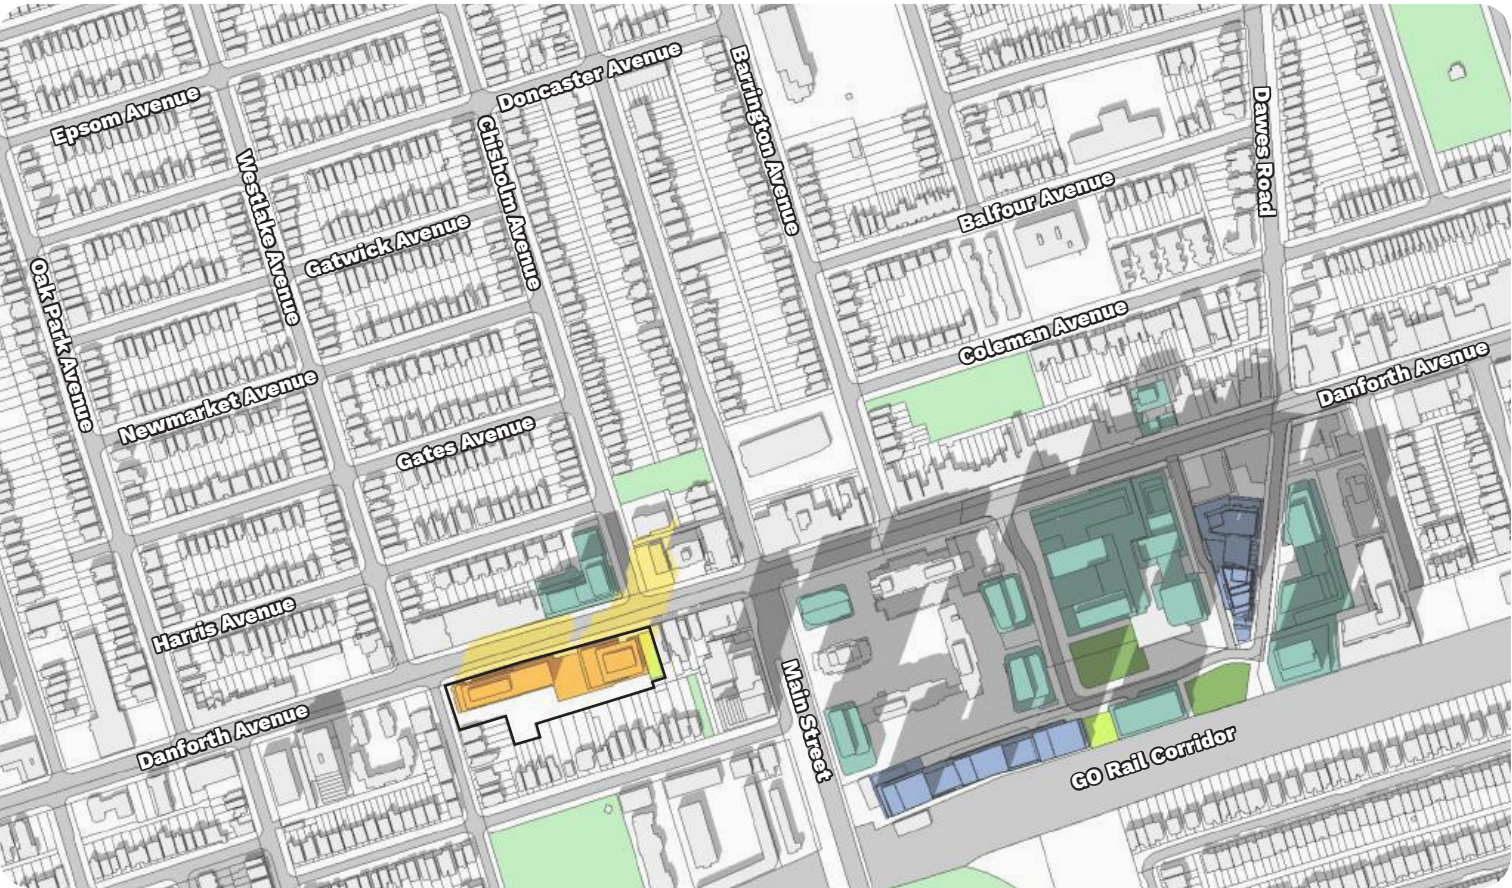 Doncaster Avenue
Epsom Avenue
Barrington Avenue
Dawes Road
Chisholm Avenue
Westlake Avenue
Balfour Avenue
Gatwick Avenue
Oak Park Avenue
Coleman Avenue
Danforth Avenue
Newmarket Avenue
Gates Avenue
Harris Avenue
Danforth Avenue
Main Street
GO Rail Corridor